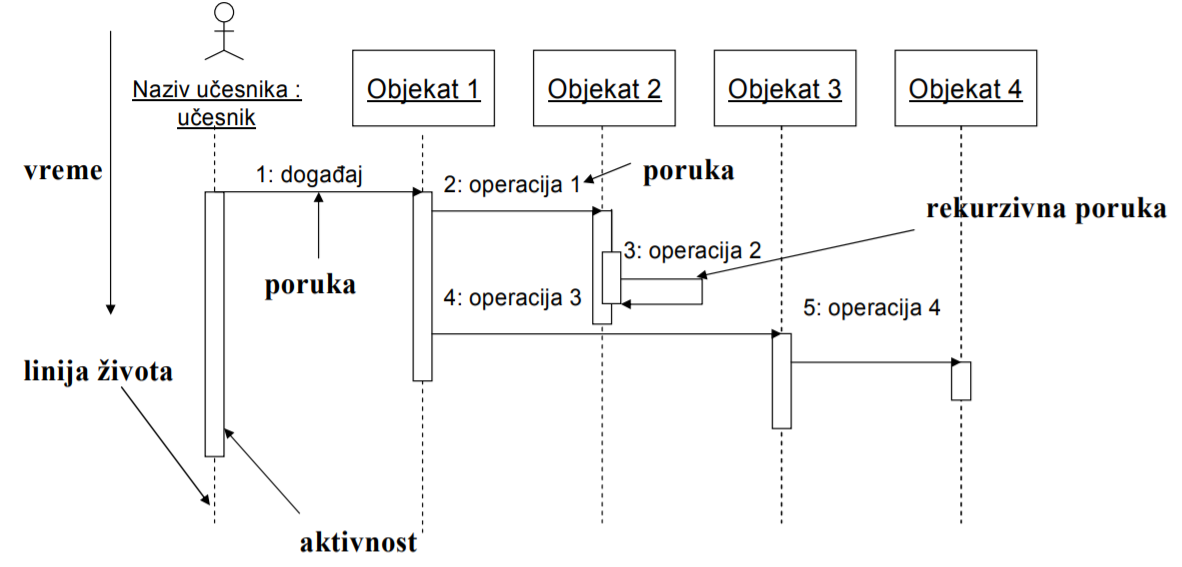 Naziv učesnika :
učesnik
Objekat 1
Objekat 2
Objekat 3
Objekat 4
vreme
1: događaj
2: operacija 1
poruka
rekurzivna poruka
3: operacija 2
poruka
4: operacija 3
5: operacija 4
linija života
aktivnost